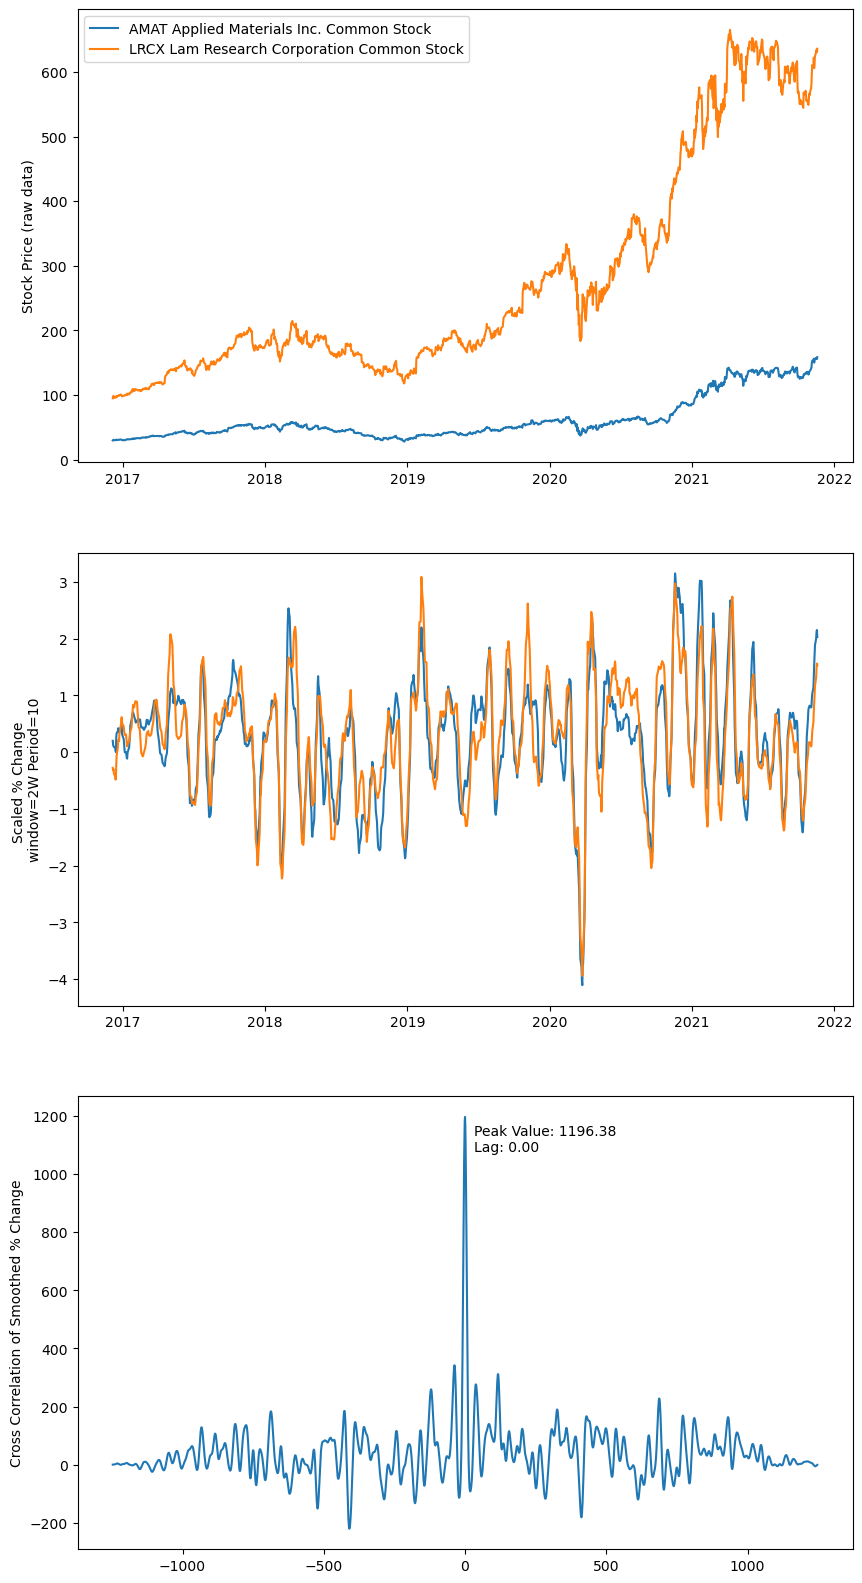 AMAT Applied Materials Inc. Common Stock
LRCX Lam Research Corporation Common Stock
Stock Price (raw data)
600
500
400
300
200
100
0
2017 2018 2019 2020 2021 2022
Scaled % Change
window=2W Period=10
3
2
1
0
−1
−2
−3
−4
2017 2018 2019 2020 2021 2022
Cross Correlation of Smoothed % Change
1200
1000
800
600
400
200
0
−200
Peak Value: 1196.38
Lag: 0.00
−1000 −500 0 500 1000